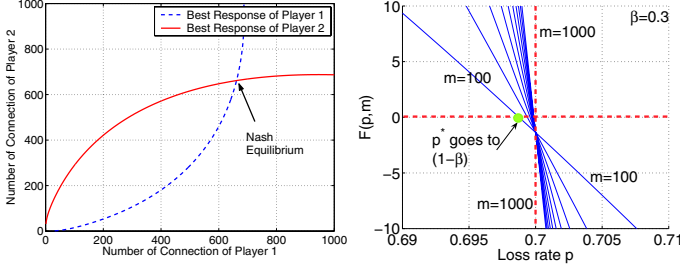 Best Response of Player 1
Best Response of Player 2
Number of Connection of Player 2
1000
800
600
400
200
0
Nash
Equilibrium
0 200 400 600 800 1000
Number of Connection of Player 1
β=0.3
F(p,m)
10
5
0
−5
−10
m=1000
m=100
p* goes to
(1−β)
m=100
m=1000
0.69 0.695 0.7 0.705 0.71
Loss rate p